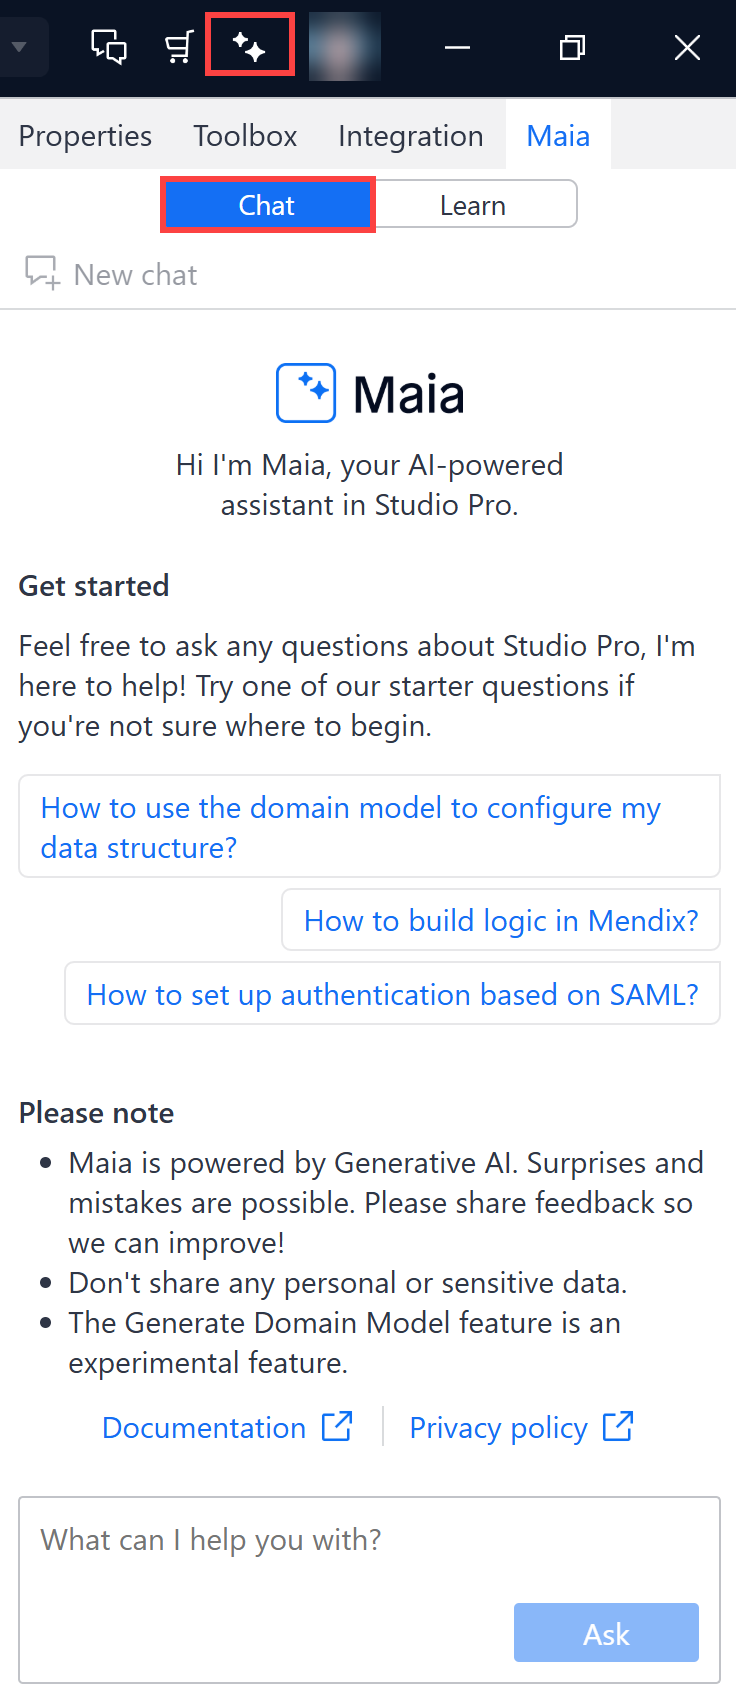 Properties Toolbox Integration Maia
Chat Learn
New chat
Maia
Hi I'm Maia, your AI-powered
assistant in Studio Pro.
Get started
Feel free to ask any questions about Studio Pro, I'm
here to help! Try one of our starter questions if
you're not sure where to begin.
How to use the domain model to configure my
data structure?
How to build logic in Mendix?
How to set up authentication based on SAML?
Please note
• Maia is powered by Generative AI. Surprises and
mistakes are possible. Please share feedback so
we can improve!
• Don't share any personal or sensitive data.
• The Generate Domain Model feature is an
experimental feature.
Documentation Privacy policy
What can I help you with?
Ask